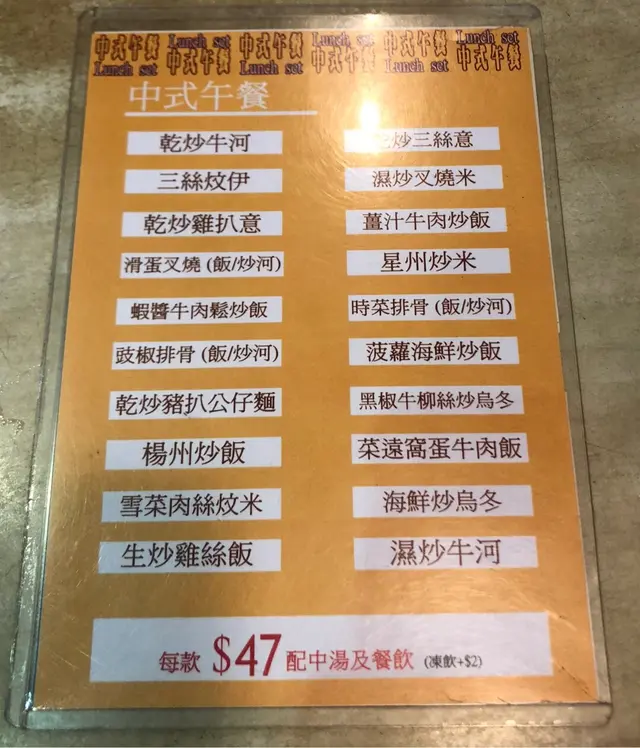 中式午餐 Lunch set 中式午餐 Lunch set 中式午餐 Lunch set
Lunch set 中式午餐 Lunch set 中式午餐 Lunch set 中式午餐
中式午餐
乾炒牛河
炒三絲意
三絲炆伊
濕炒叉燒米
乾炒雞扒意
薑汁牛肉炒飯
滑蛋叉燒 (飯/炒河)
星州炒米
蝦醬牛肉鬆炒飯
時菜排骨 (飯/炒河)
豉椒排骨 (飯/炒河)
菠蘿海鮮炒飯
乾炒豬扒公仔麵
黑椒牛柳絲炒烏冬
楊州炒飯
菜遠窩蛋牛肉飯
雪菜肉絲炆米
海鮮炒烏冬
生炒雞絲飯
濕炒牛河
每款 $47 配中湯及餐飲 (凍飲+$2)